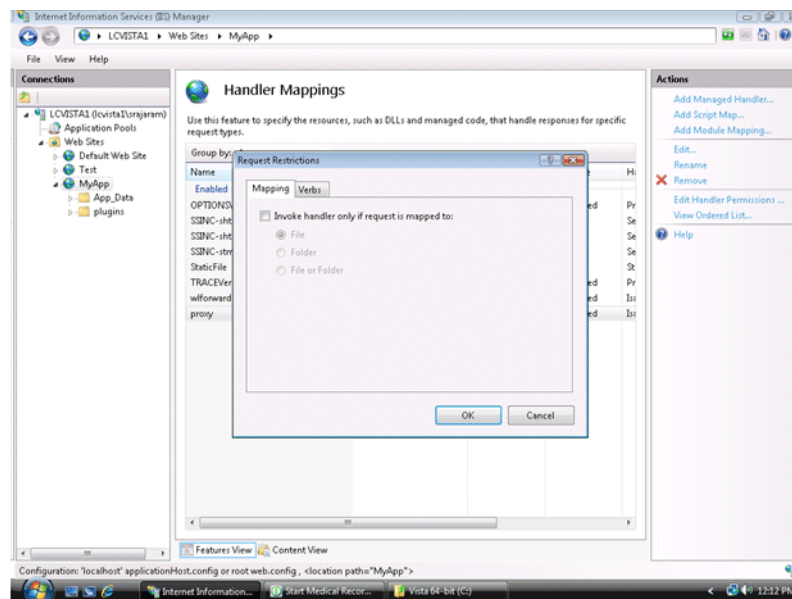 Internet Information Services (IIS) Manager
LCVISTA1 Web Sites MyApp
File View Help
Connections
LCVISTA1 (lcvista1\srajaram)
Application Pools
Web Sites
Default Web Site
Test
MyApp
App_Data
plugins
Handler Mappings
Use this feature to specify the resources, such as DLLs and managed code, that handle responses for specific
request types.
Group by:
Name
Enabled
OPTIONSV
SSINC-sht
SSINC-sht
SSINC-strr
StaticFile
TRACEVer
wlforward
proxy
Request Restrictions
Mapping Verbs
Invoke handler only if request is mapped to:
File
Folder
File or Folder
OK Cancel
Features View Content View
Actions
Add Managed Handler...
Add Script Map...
Add Module Mapping...
Edit...
Rename
Remove
Edit Handler Permissions ...
View Ordered List...
Help
Configuration: 'localhost' applicationHost.config or root web.config , <location path="MyApp">
Internet Information... Start Medical Recor... Vista 64-bit (C:) 12:12 PM